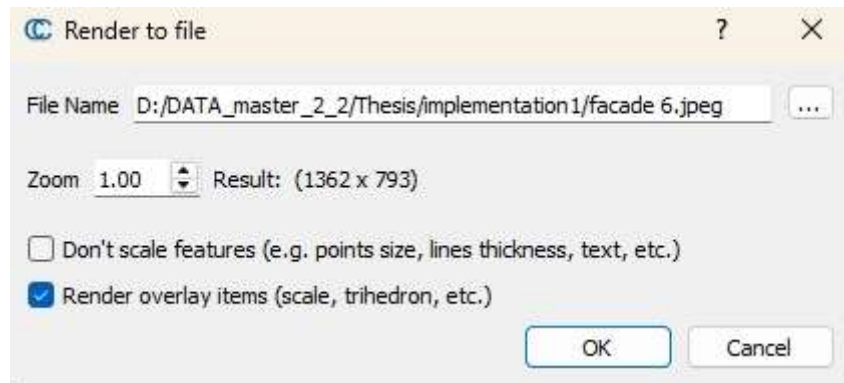 Render to file ?
File Name D:/DATA_master_2_2/Thesis/implementation1/facade 6.jpeg ...
Zoom 1.00 Result: (1362 x 793)
Don't scale features (e.g. points size, lines thickness, text, etc.)
Render overlay items (scale, trihedron, etc.)
OK Cancel